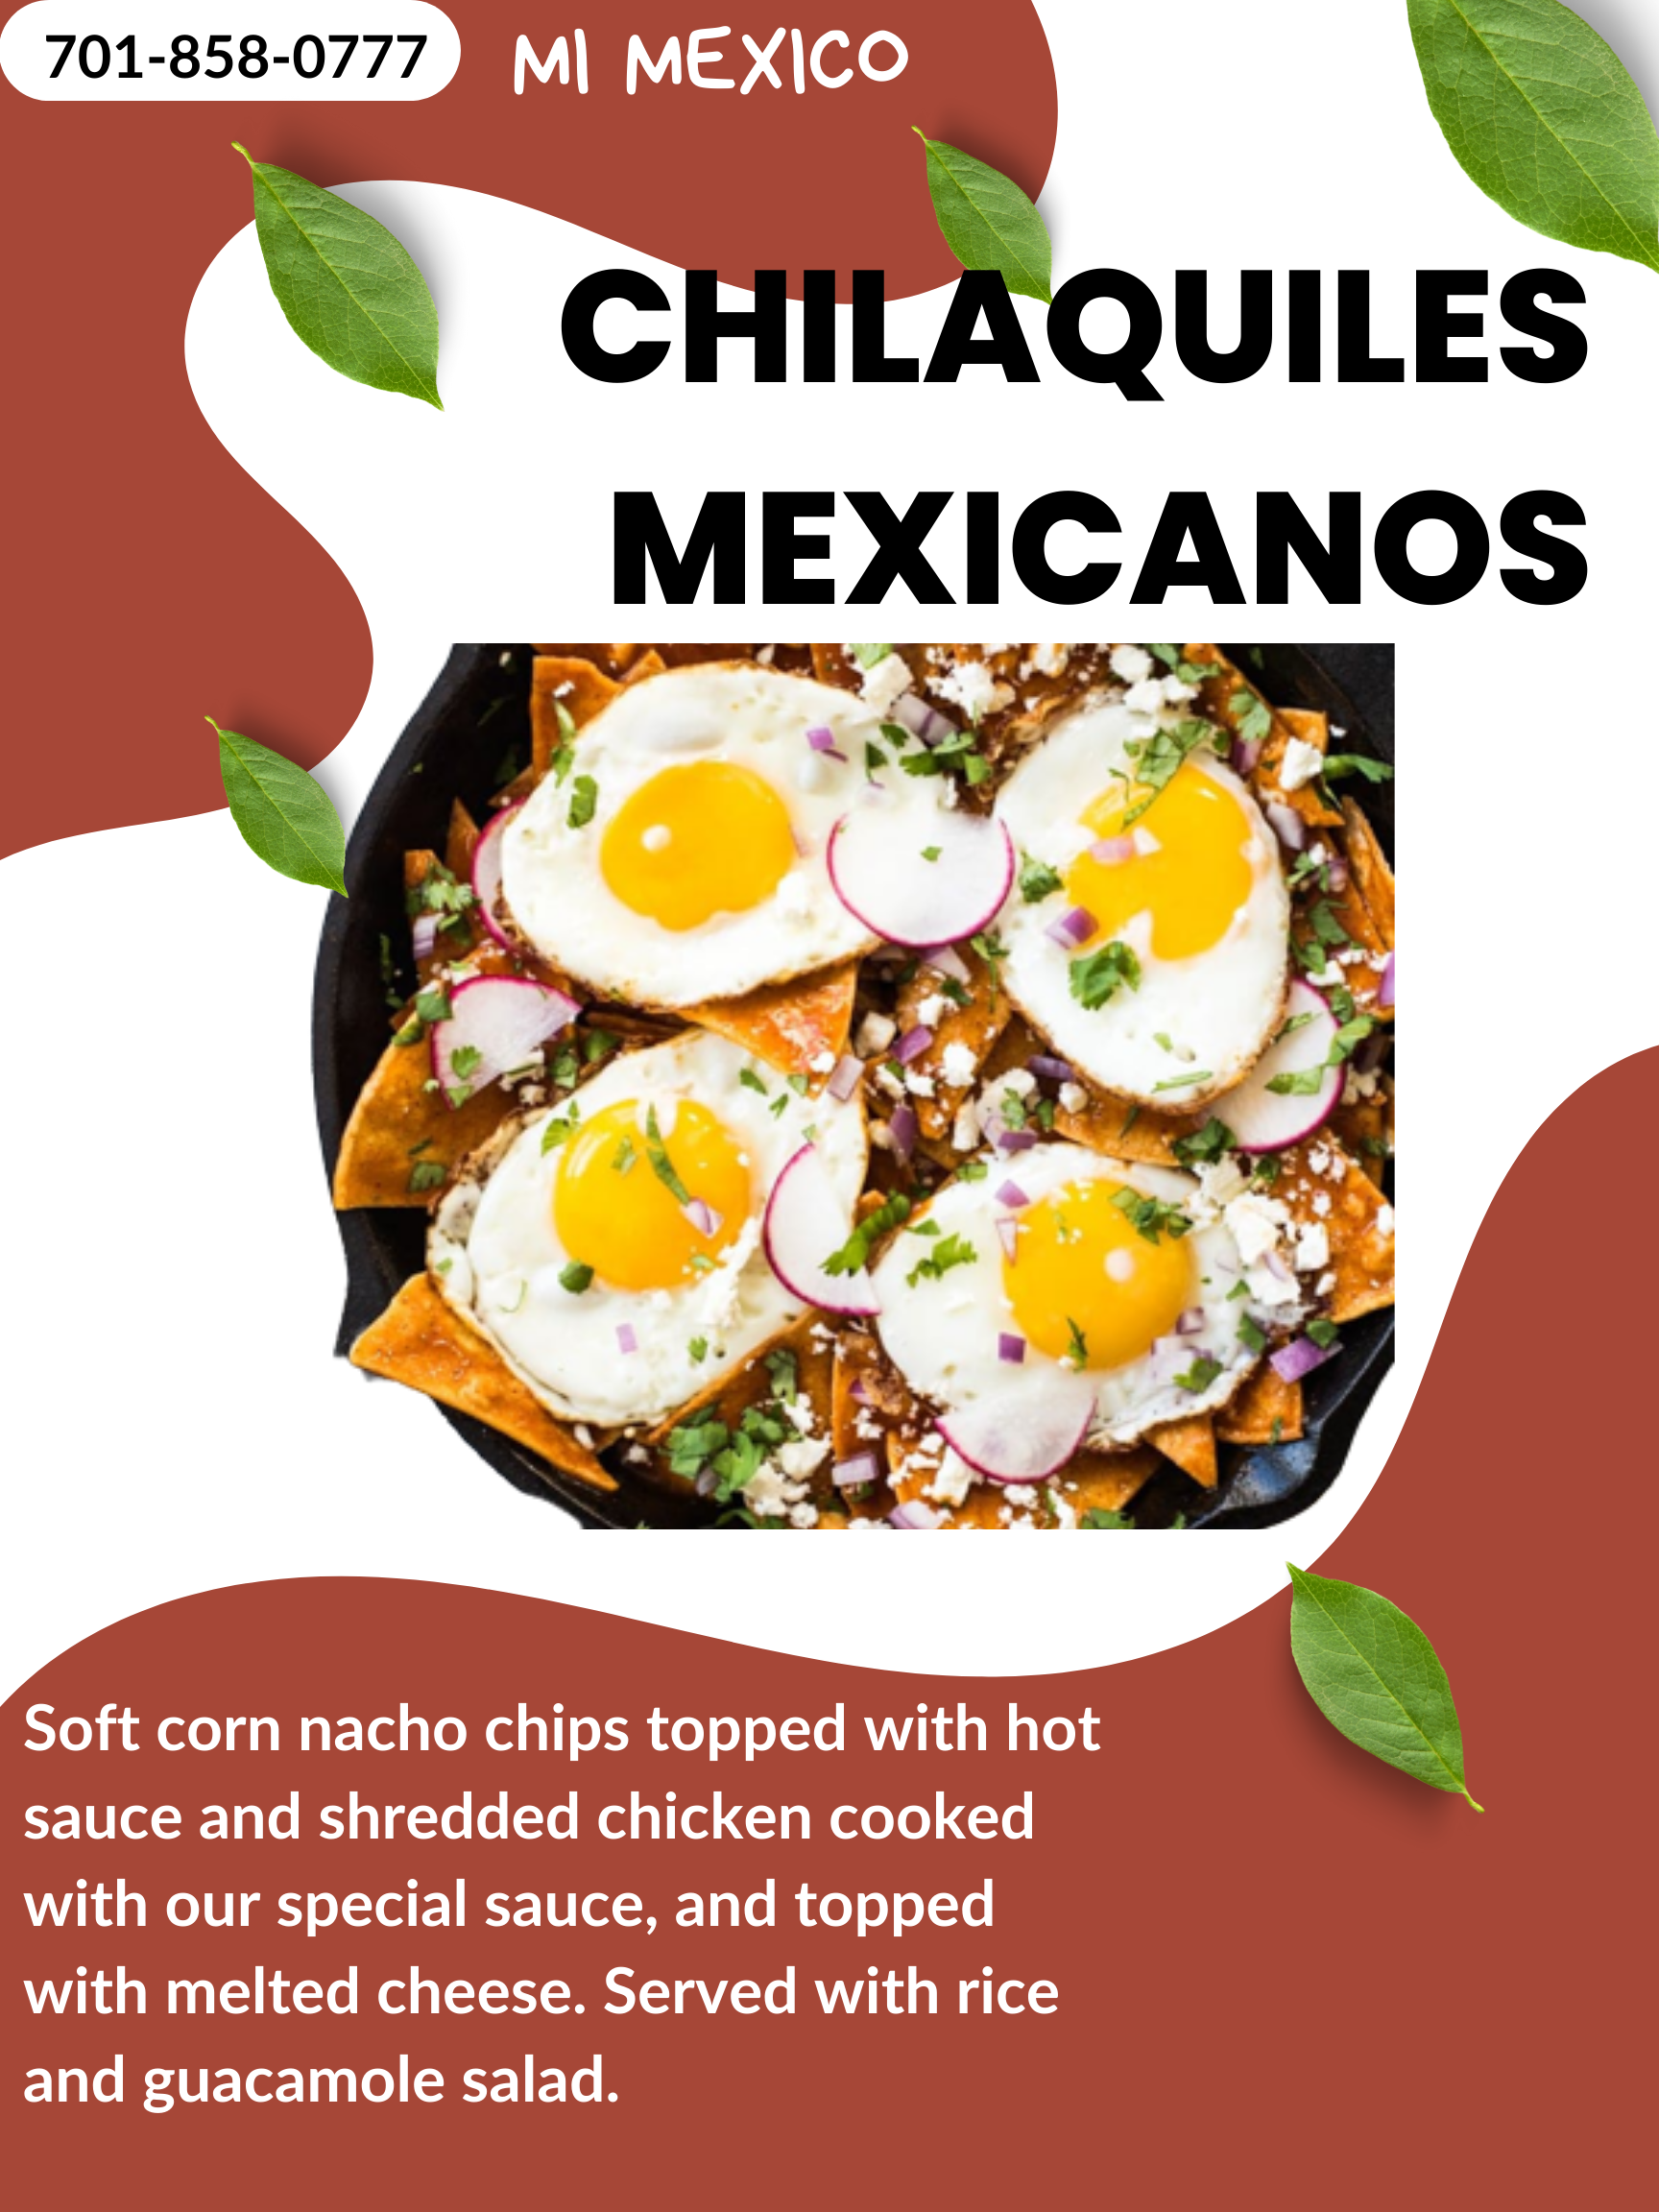 701-858-0777 MI MEXICO
CHILAQUILES
MEXICANOS
Soft corn nacho chips topped with hot
sauce and shredded chicken cooked
with our special sauce, and topped
with melted cheese. Served with rice
and guacamole salad.